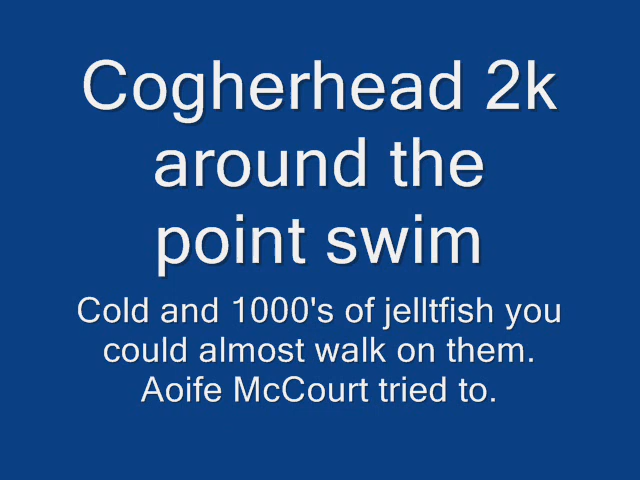 Cogherhead 2k
around the
point swim
Cold and 1000's of jelltfish you
could almost walk on them.
Aoife McCourt tried to.